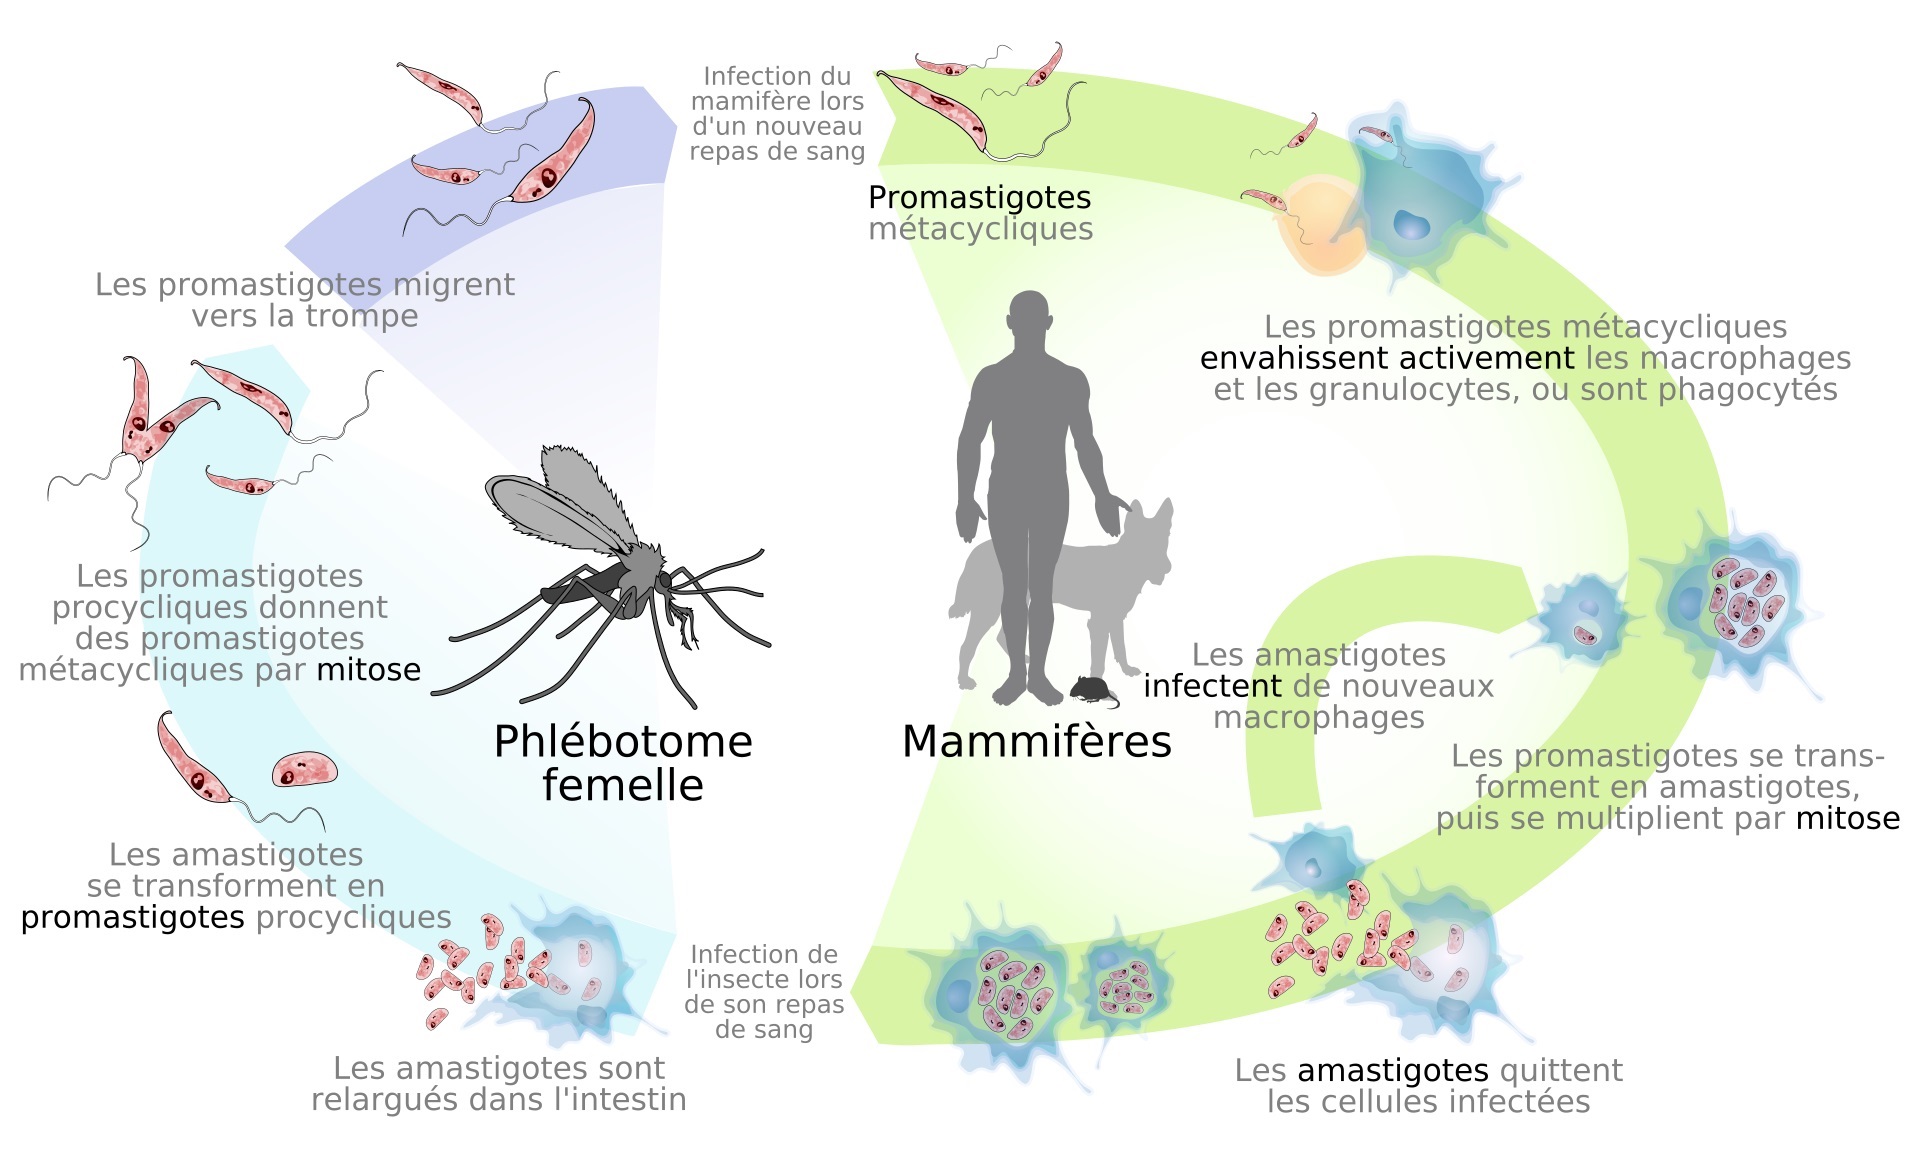 Infection du
mamifère lors
d'un nouveau
repas de sang
Promastigotes
métacycliques
Les promastigotes métacycliques
envahissent activement les macrophages
et les granulocytes, ou sont phagocytés
Les promastigotes se trans-
forment en amastigotes,
puis se multiplient par mitose
Les amastigotes
infectent de nouveaux
macrophages
Les amastigotes quittent
les cellules infectées
Mammifères
Infection de
l'insecte lors
de son repas
de sang
Les amastigotes sont
relargués dans l'intestin
Les amastigotes
se transforment en
promastigotes procycliques
Les promastigotes
procycliques donnent
des promastigotes
métacycliques par mitose
Les promastigotes migrent
vers la trompe
Phlébotome
femelle